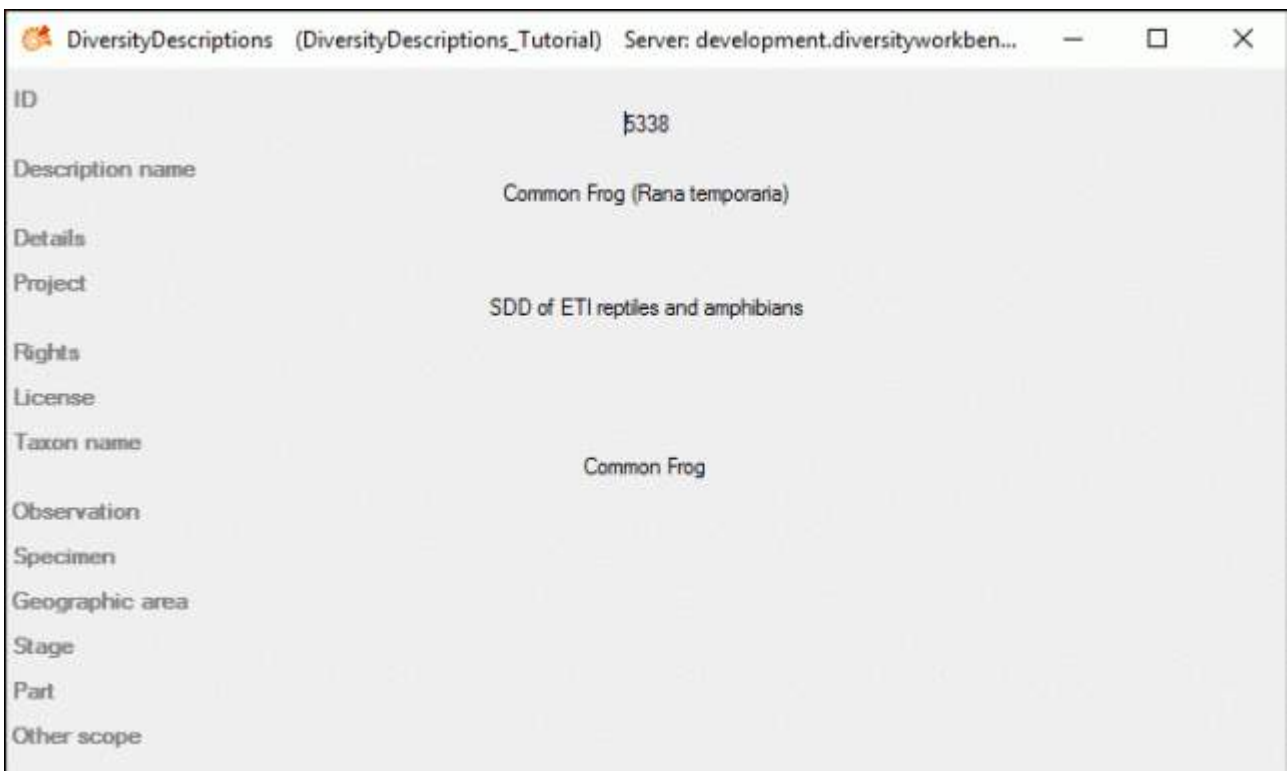 DiversityDescriptions (DiversityDescriptions_Tutorial) Server: development.diversityworkben...
ID
5338
Description name
Common Frog (Rana temporaria)
Details
Project
SDD of ETI reptiles and amphibians
Rights
License
Taxon name
Common Frog
Observation
Specimen
Geographic area
Stage
Part
Other scope